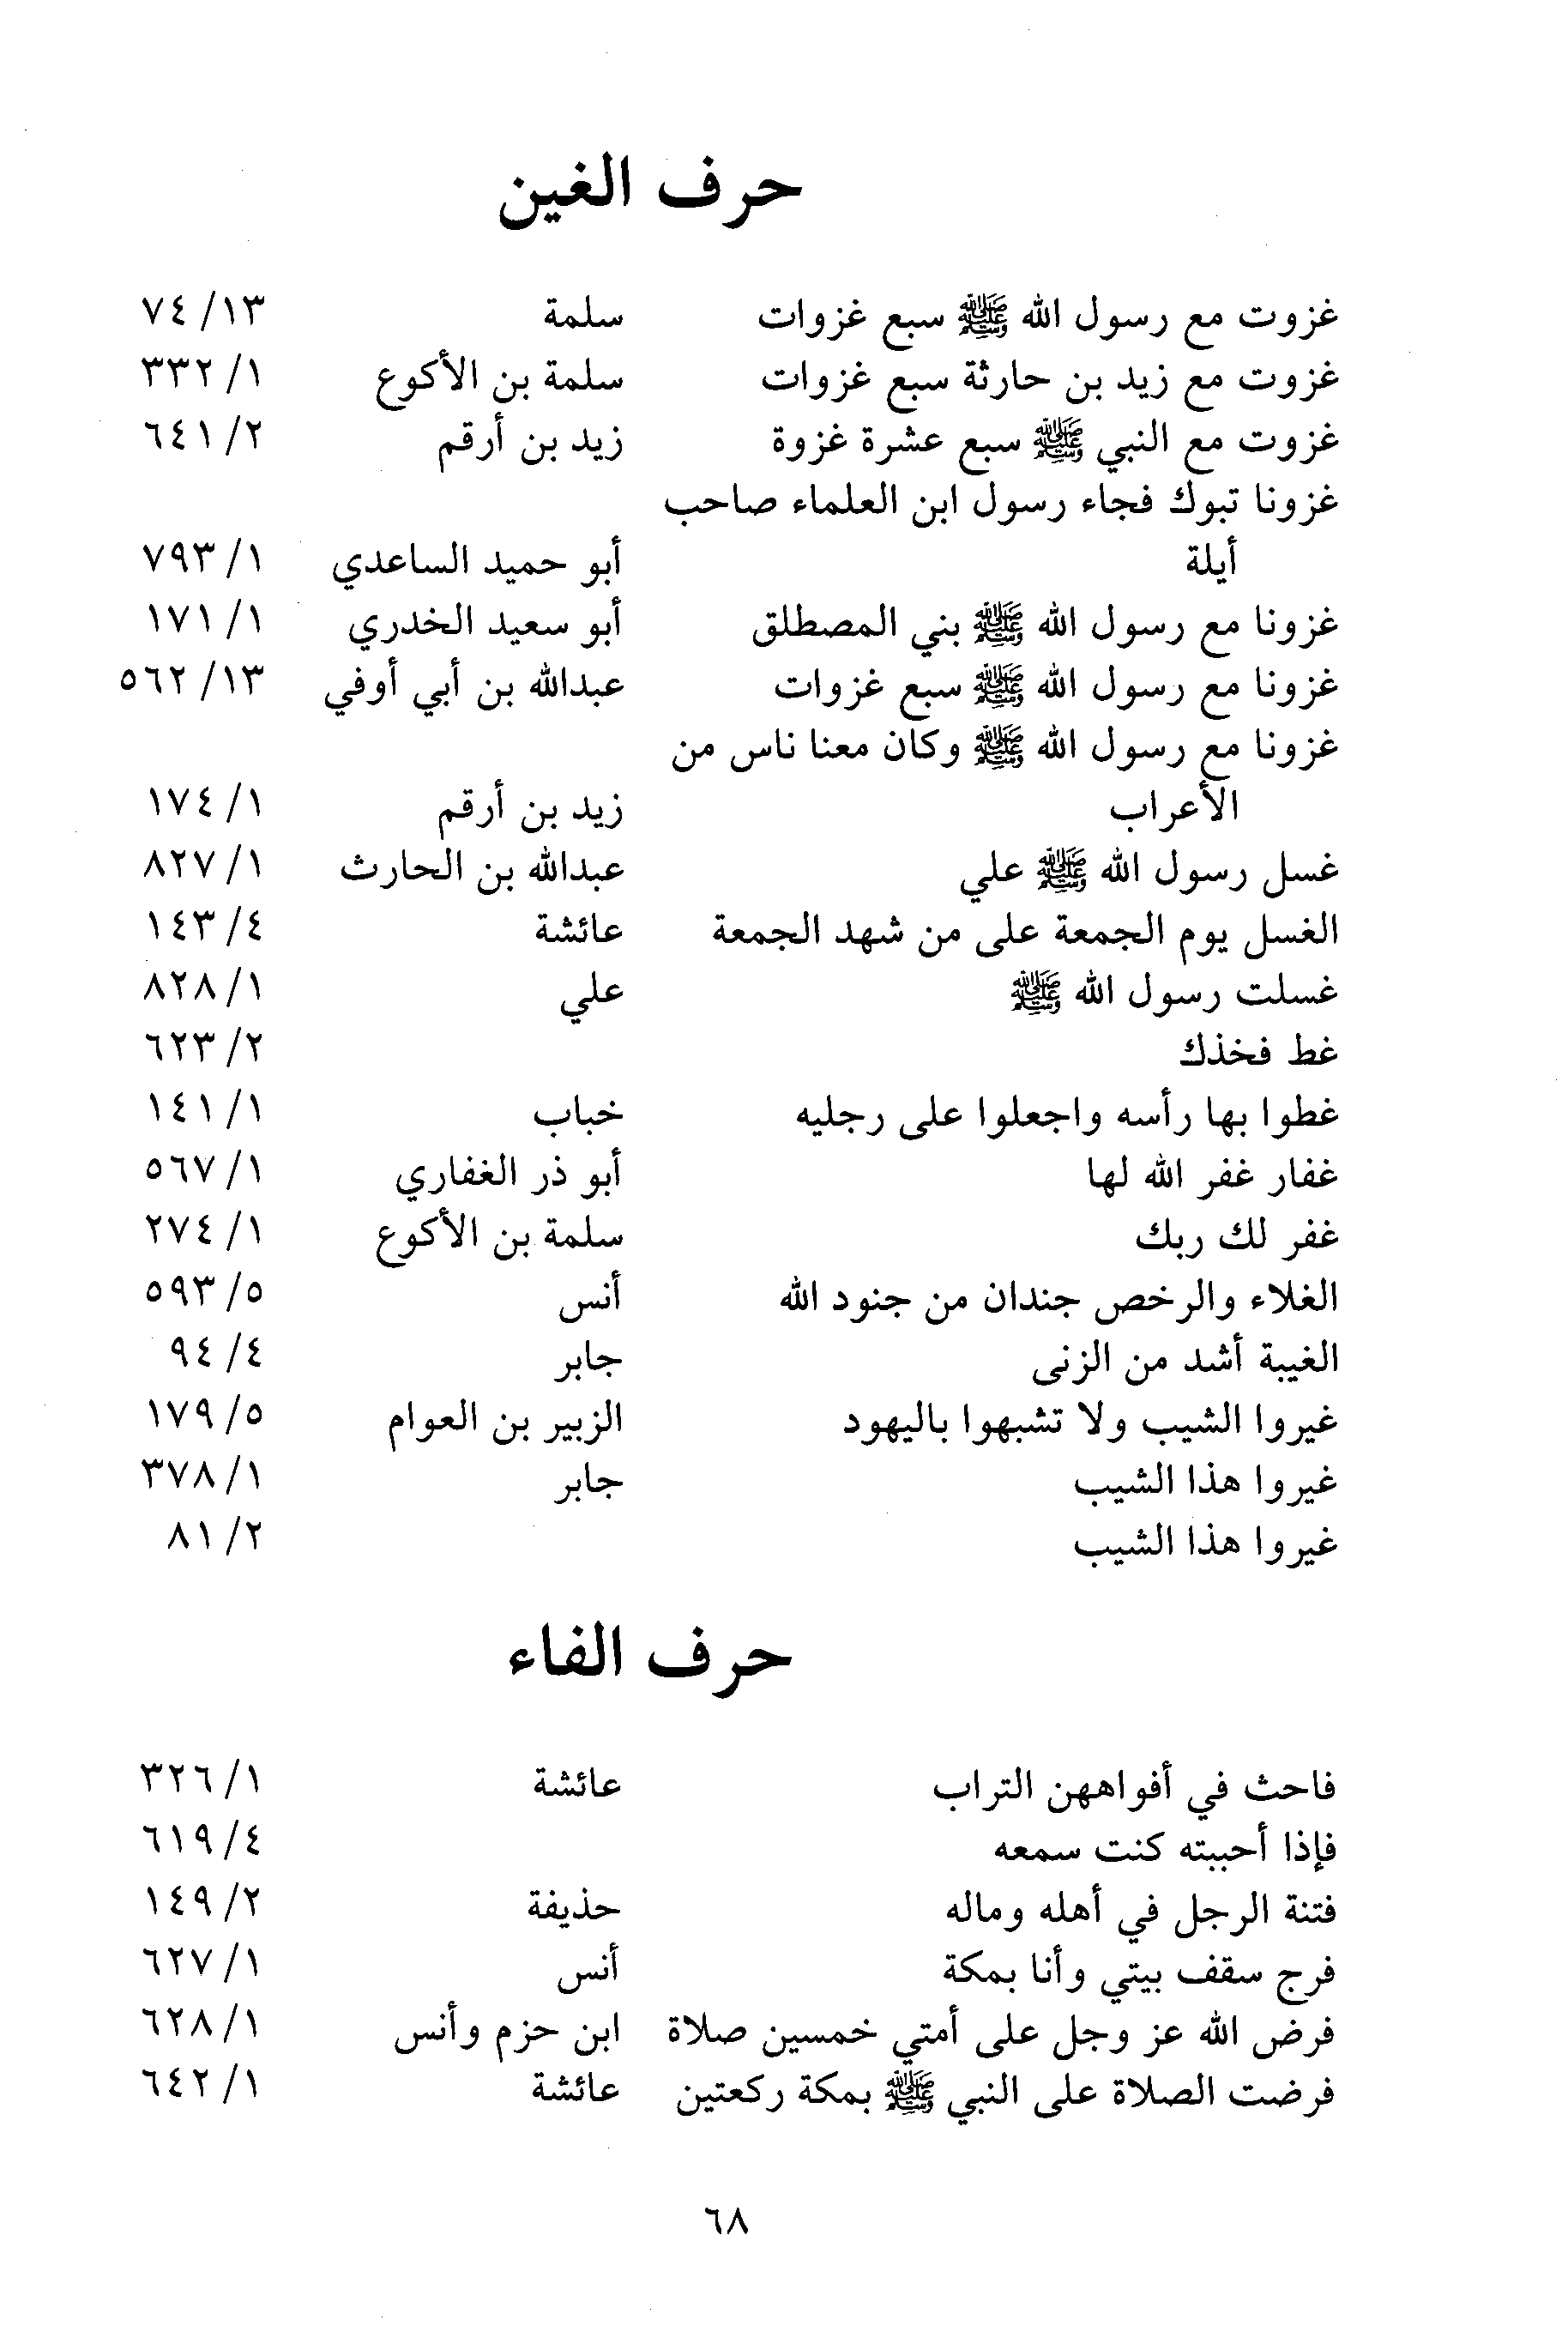 حرف الغين
غزوت مع رسول الله ﷺ سبع غزوات سلمة ١٣/ ٧٤
غزوت مع زيد بن حارثة سبع غزوات سلمة بن الأكوع ١/ ٣٣٢
غزوت مع النبي ﷺ سبع عشرة غزوة زيد بن أرقم ٢/ ٦٤١
غزونا تبوك فجاء رسول ابن العلماء صاحب
أيلة أبو حميد الساعدي ١/ ٧٩٣
غزونا مع رسول الله ﷺ بني المصطلق أبو سعيد الخدري ١/ ١٧١
غزونا مع رسول الله ﷺ سبع غزوات عبدالله بن أبي أوفي ١٣/ ٥٦٢
غزونا مع رسول الله ﷺ وكان معنا ناس من
الأعراب زيد بن أرقم ١/ ١٧٤
غسل رسول الله ﷺ علي عبدالله بن الحارث ١/ ٨٢٧
الغسل يوم الجمعة على من شهد الجمعة عائشة ٤/ ١٤٣
غسلت رسول الله ﷺ علي ١/ ٨٢٨
غط فخذك ٢/ ٦٢٣
غطوا بها رأسه واجعلوا على رجليه خباب ١/ ١٤١
غفار غفر الله لها أبو ذر الغفاري ١/ ٥٦٧
غفر لك ربك سلمة بن الأكوع ١/ ٢٧٤
الغلاء والرخص جندان من جنود الله أنس ٥/ ٥٩٣
الغيبة أشد من الزنى جابر ٤/ ٩٤
غيروا الشيب ولا تشبهوا باليهود الزبير بن العوام ٥/ ١٧٩
غيروا هذا الشيب جابر ١/ ٣٧٨
غيروا هذا الشيب ٢/ ٨١
حرف الفاء
فاحث في أفواههن التراب عائشة ١/ ٣٢٦
فإذا أحببته كنت سمعه ٤/ ٦١٩
فتنة الرجل في أهله وماله حذيفة ٢/ ١٤٩
فرج سقف بيتي وأنا بمكة أنس ١/ ٦٢٧
فرض الله عز وجل على أمتي خمسين صلاة ابن حزم وأنس ١/ ٦٢٨
فرضت الصلاة على النبي ﷺ بمكة ركعتين عائشة ١/ ٦٤٢
٦٨